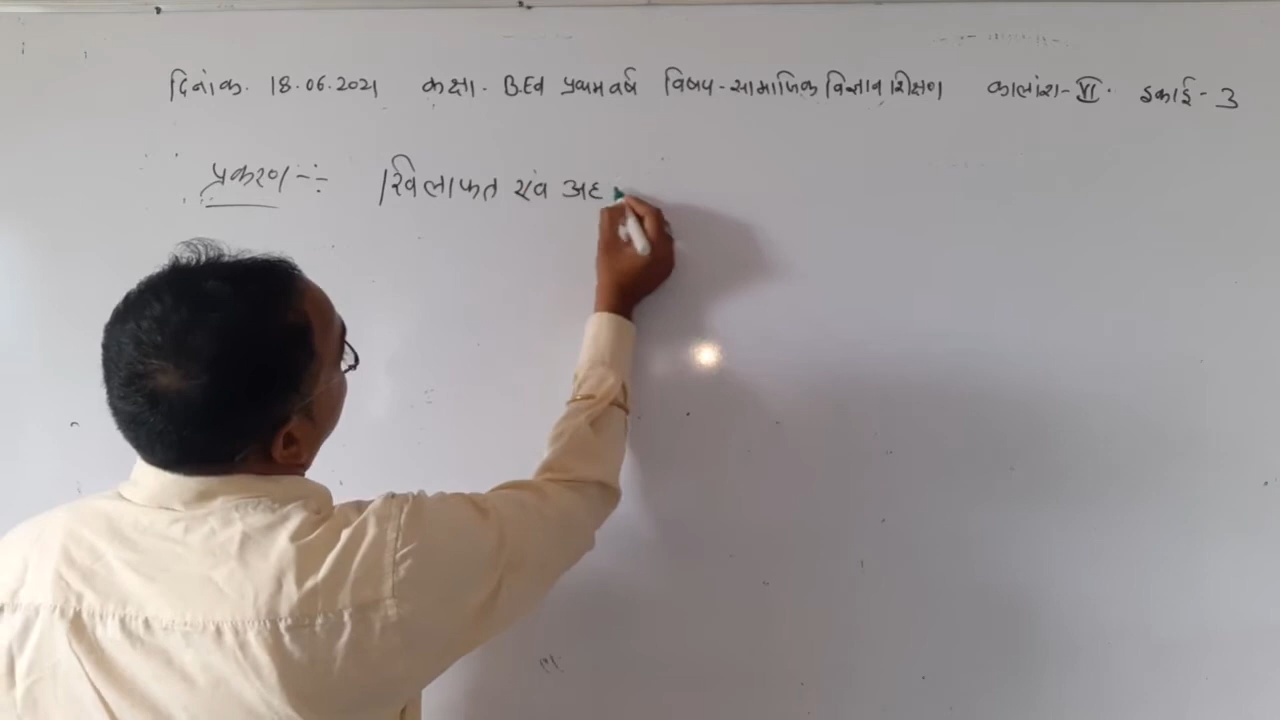 दिनांक. 18.06.2021 कक्षा - B.Ed प्रथम वर्ष विषय - सामाजिक विज्ञान शिक्षण कालांश - VI. इकाई - 3
प्रकरण -:- खिलाफत एंव अह